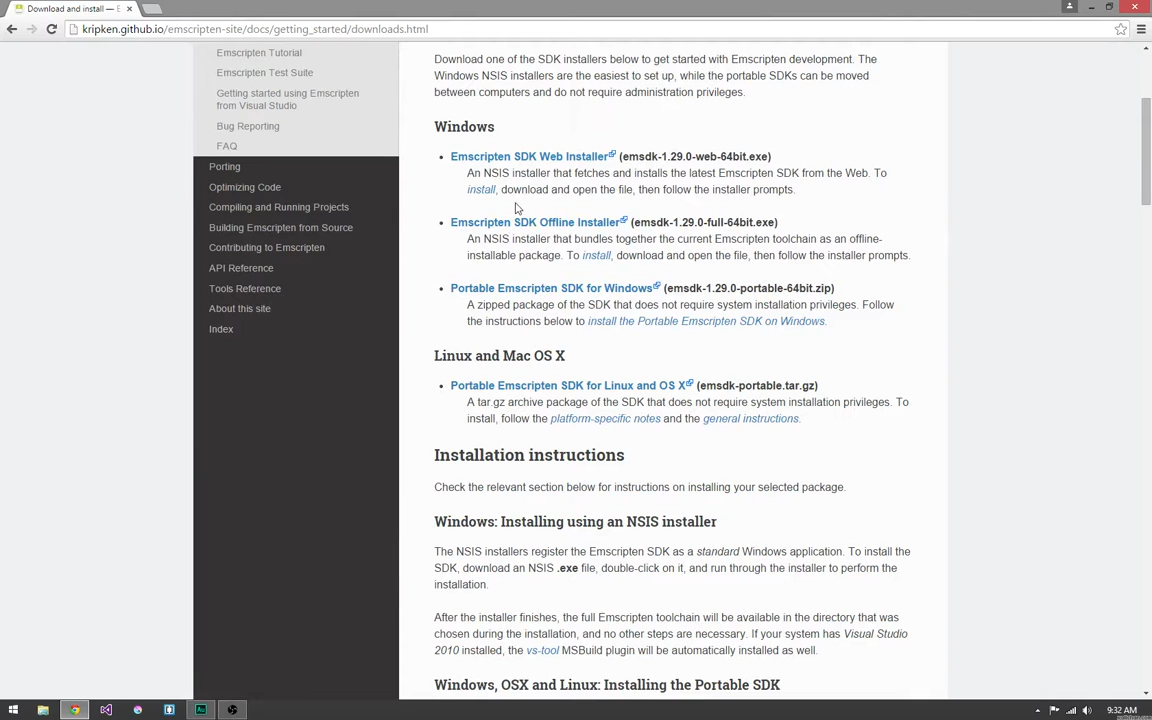 Download and install — E
kripken.github.io/emscripten-site/docs/getting_started/downloads.html
Emscripten Tutorial
Emscripten Test Suite
Getting started using Emscripten
from Visual Studio
Bug Reporting
FAQ
Porting
Optimizing Code
Compiling and Running Projects
Building Emscripten from Source
Contributing to Emscripten
API Reference
Tools Reference
About this site
Index
Download one of the SDK installers below to get started with Emscripten development. The
Windows NSIS installers are the easiest to set up, while the portable SDKs can be moved
between computers and do not require administration privileges.
Windows
• Emscripten SDK Web Installer (emsdk-1.29.0-web-64bit.exe)
An NSIS installer that fetches and installs the latest Emscripten SDK from the Web. To
install, download and open the file, then follow the installer prompts.
• Emscripten SDK Offline Installer (emsdk-1.29.0-full-64bit.exe)
An NSIS installer that bundles together the current Emscripten toolchain as an offline-
installable package. To install, download and open the file, then follow the installer prompts.
• Portable Emscripten SDK for Windows (emsdk-1.29.0-portable-64bit.zip)
A zipped package of the SDK that does not require system installation privileges. Follow
the instructions below to install the Portable Emscripten SDK on Windows.
Linux and Mac OS X
• Portable Emscripten SDK for Linux and OS X (emsdk-portable.tar.gz)
A tar.gz archive package of the SDK that does not require system installation privileges. To
install, follow the platform-specific notes and the general instructions.
Installation instructions
Check the relevant section below for instructions on installing your selected package.
Windows: Installing using an NSIS installer
The NSIS installers register the Emscripten SDK as a standard Windows application. To install the
SDK, download an NSIS .exe file, double-click on it, and run through the installer to perform the
installation.
After the installer finishes, the full Emscripten toolchain will be available in the directory that was
chosen during the installation, and no other steps are necessary. If your system has Visual Studio
2010 installed, the vs-tool MSBuild plugin will be automatically installed as well.
Windows, OSX and Linux: Installing the Portable SDK
Au
9:32 AM